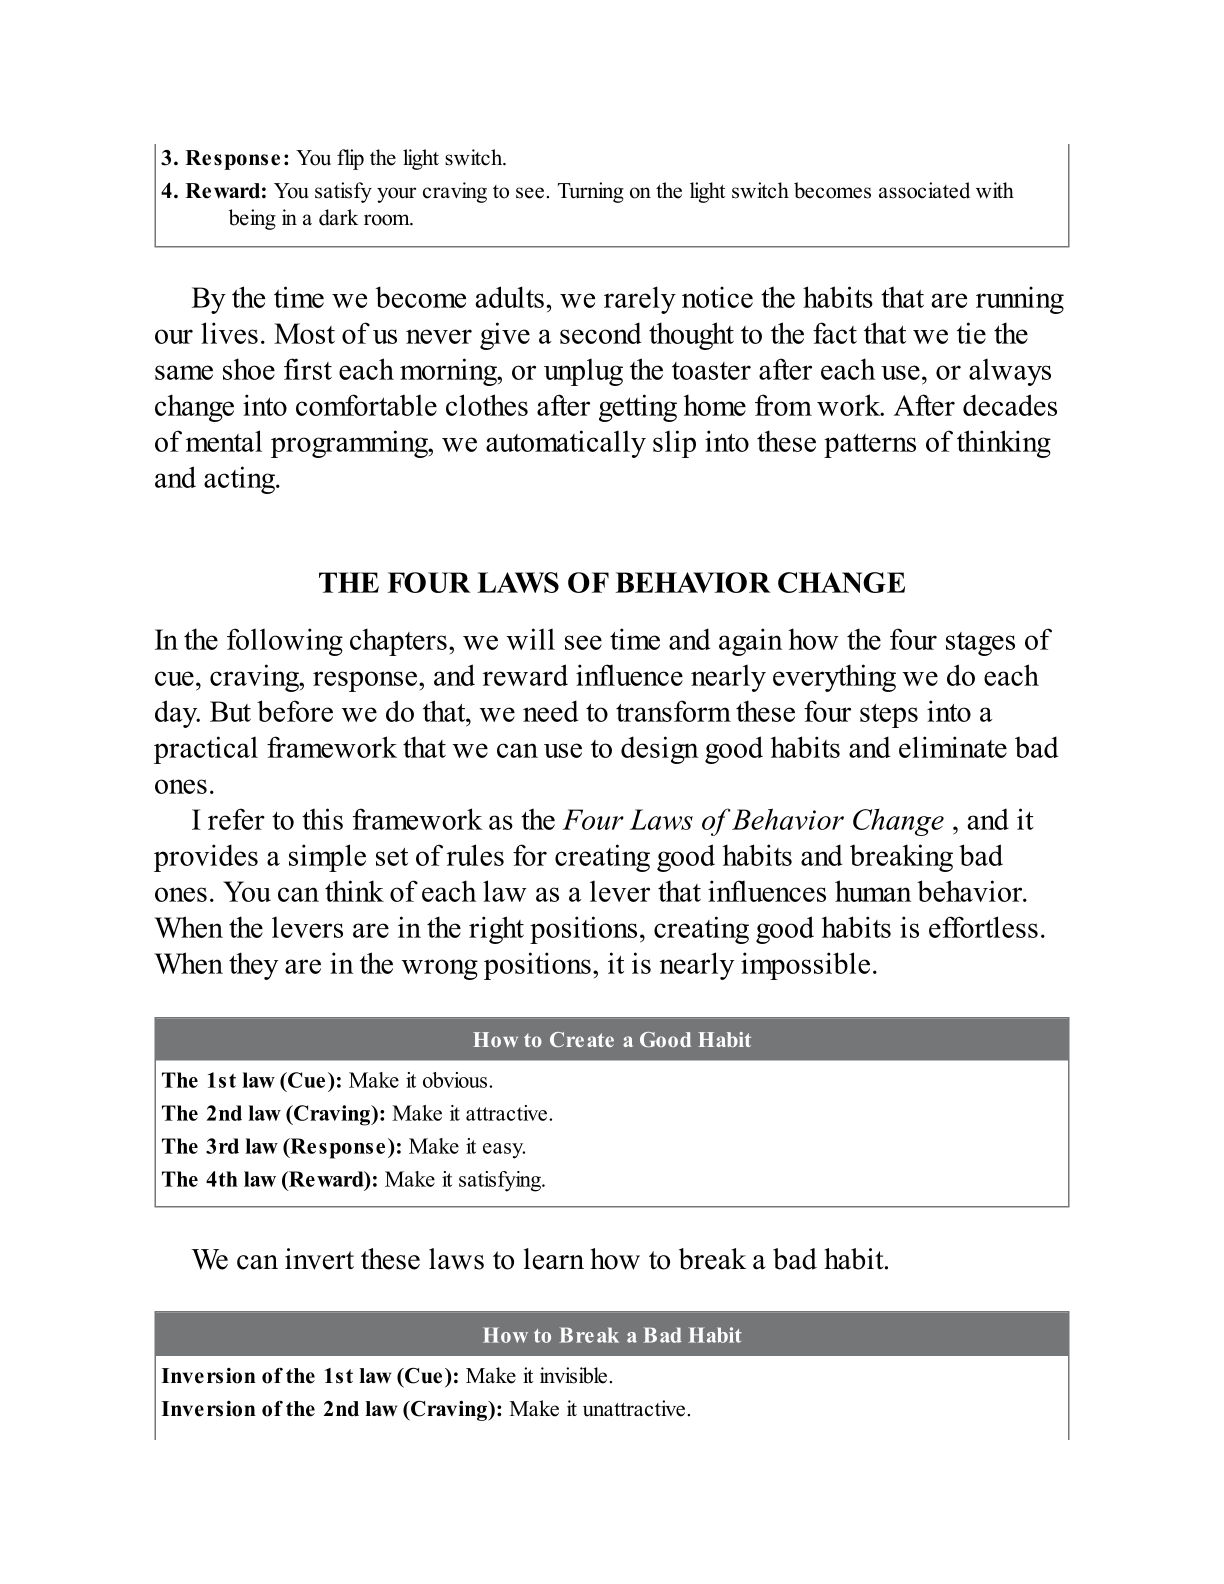 3. Response: You flip the light switch.
4. Reward: You satisfy your craving to see. Turning on the light switch becomes associated with
being in a dark room.
By the time we become adults, we rarely notice the habits that are running
our lives. Most of us never give a second thought to the fact that we tie the
same shoe first each morning, or unplug the toaster after each use, or always
change into comfortable clothes after getting home from work. After decades
of mental programming, we automatically slip into these patterns of thinking
and acting.
THE FOUR LAWS OF BEHAVIOR CHANGE
In the following chapters, we will see time and again how the four stages of
cue, craving, response, and reward influence nearly everything we do each
day. But before we do that, we need to transform these four steps into a
practical framework that we can use to design good habits and eliminate bad
ones.
I refer to this framework as the Four Laws of Behavior Change , and it
provides a simple set of rules for creating good habits and breaking bad
ones. You can think of each law as a lever that influences human behavior.
When the levers are in the right positions, creating good habits is effortless.
When they are in the wrong positions, it is nearly impossible.
How to Create a Good Habit
The 1st law (Cue): Make it obvious.
The 2nd law (Craving): Make it attractive.
The 3rd law (Response): Make it easy.
The 4th law (Reward): Make it satisfying.
We can invert these laws to learn how to break a bad habit.
How to Break a Bad Habit
Inversion of the 1st law (Cue): Make it invisible.
Inversion of the 2nd law (Craving): Make it unattractive.